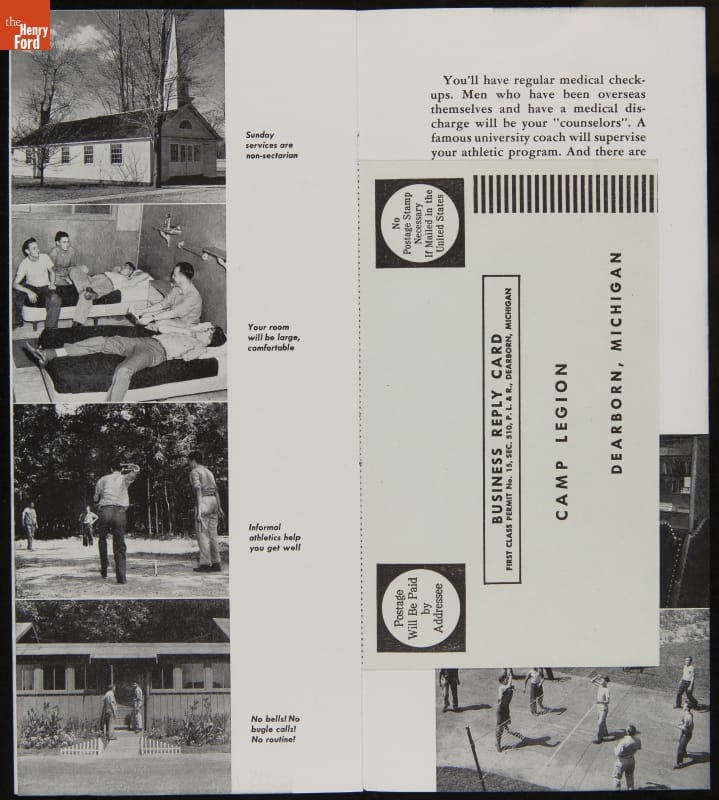 the
Henry
Ford
Sunday
services are
non-sectarian
Your room
will be large,
comfortable
Informal
athletics help
you get well
No bells! No
bugle calls!
No routine!
You'll have regular medical check-
ups. Men who have been overseas
themselves and have a medical dis-
charge will be your "counselors". A
famous university coach will supervise
your athletic program. And there are
No
Postage Stamp
Necessary
If Mailed in the
United States
BUSINESS REPLY CARD
FIRST CLASS PERMIT No. 15, SEC. 510, P. L. & R., DEARBORN, MICHIGAN
CAMP LEGION
DEARBORN, MICHIGAN
Postage
Will Be Paid
by
Addressee